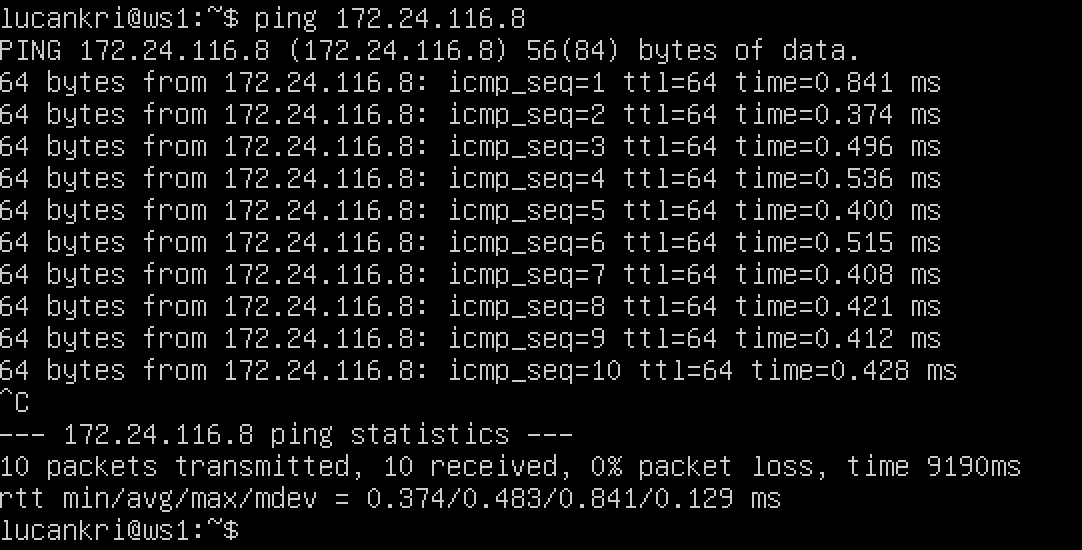 lucankri@ws1:~$ ping 172.24.116.8
PING 172.24.116.8 (172.24.116.8) 56(84) bytes of data.
64 bytes from 172.24.116.8: icmp_seq=1 ttl=64 time=0.841 ms
64 bytes from 172.24.116.8: icmp_seq=2 ttl=64 time=0.374 ms
64 bytes from 172.24.116.8: icmp_seq=3 ttl=64 time=0.496 ms
64 bytes from 172.24.116.8: icmp_seq=4 ttl=64 time=0.536 ms
64 bytes from 172.24.116.8: icmp_seq=5 ttl=64 time=0.400 ms
64 bytes from 172.24.116.8: icmp_seq=6 ttl=64 time=0.515 ms
64 bytes from 172.24.116.8: icmp_seq=7 ttl=64 time=0.408 ms
64 bytes from 172.24.116.8: icmp_seq=8 ttl=64 time=0.421 ms
64 bytes from 172.24.116.8: icmp_seq=9 ttl=64 time=0.412 ms
64 bytes from 172.24.116.8: icmp_seq=10 ttl=64 time=0.428 ms
^C
--- 172.24.116.8 ping statistics ---
10 packets transmitted, 10 received, 0% packet loss, time 9190ms
rtt min/avg/max/mdev = 0.374/0.483/0.841/0.129 ms
lucankri@ws1:~$